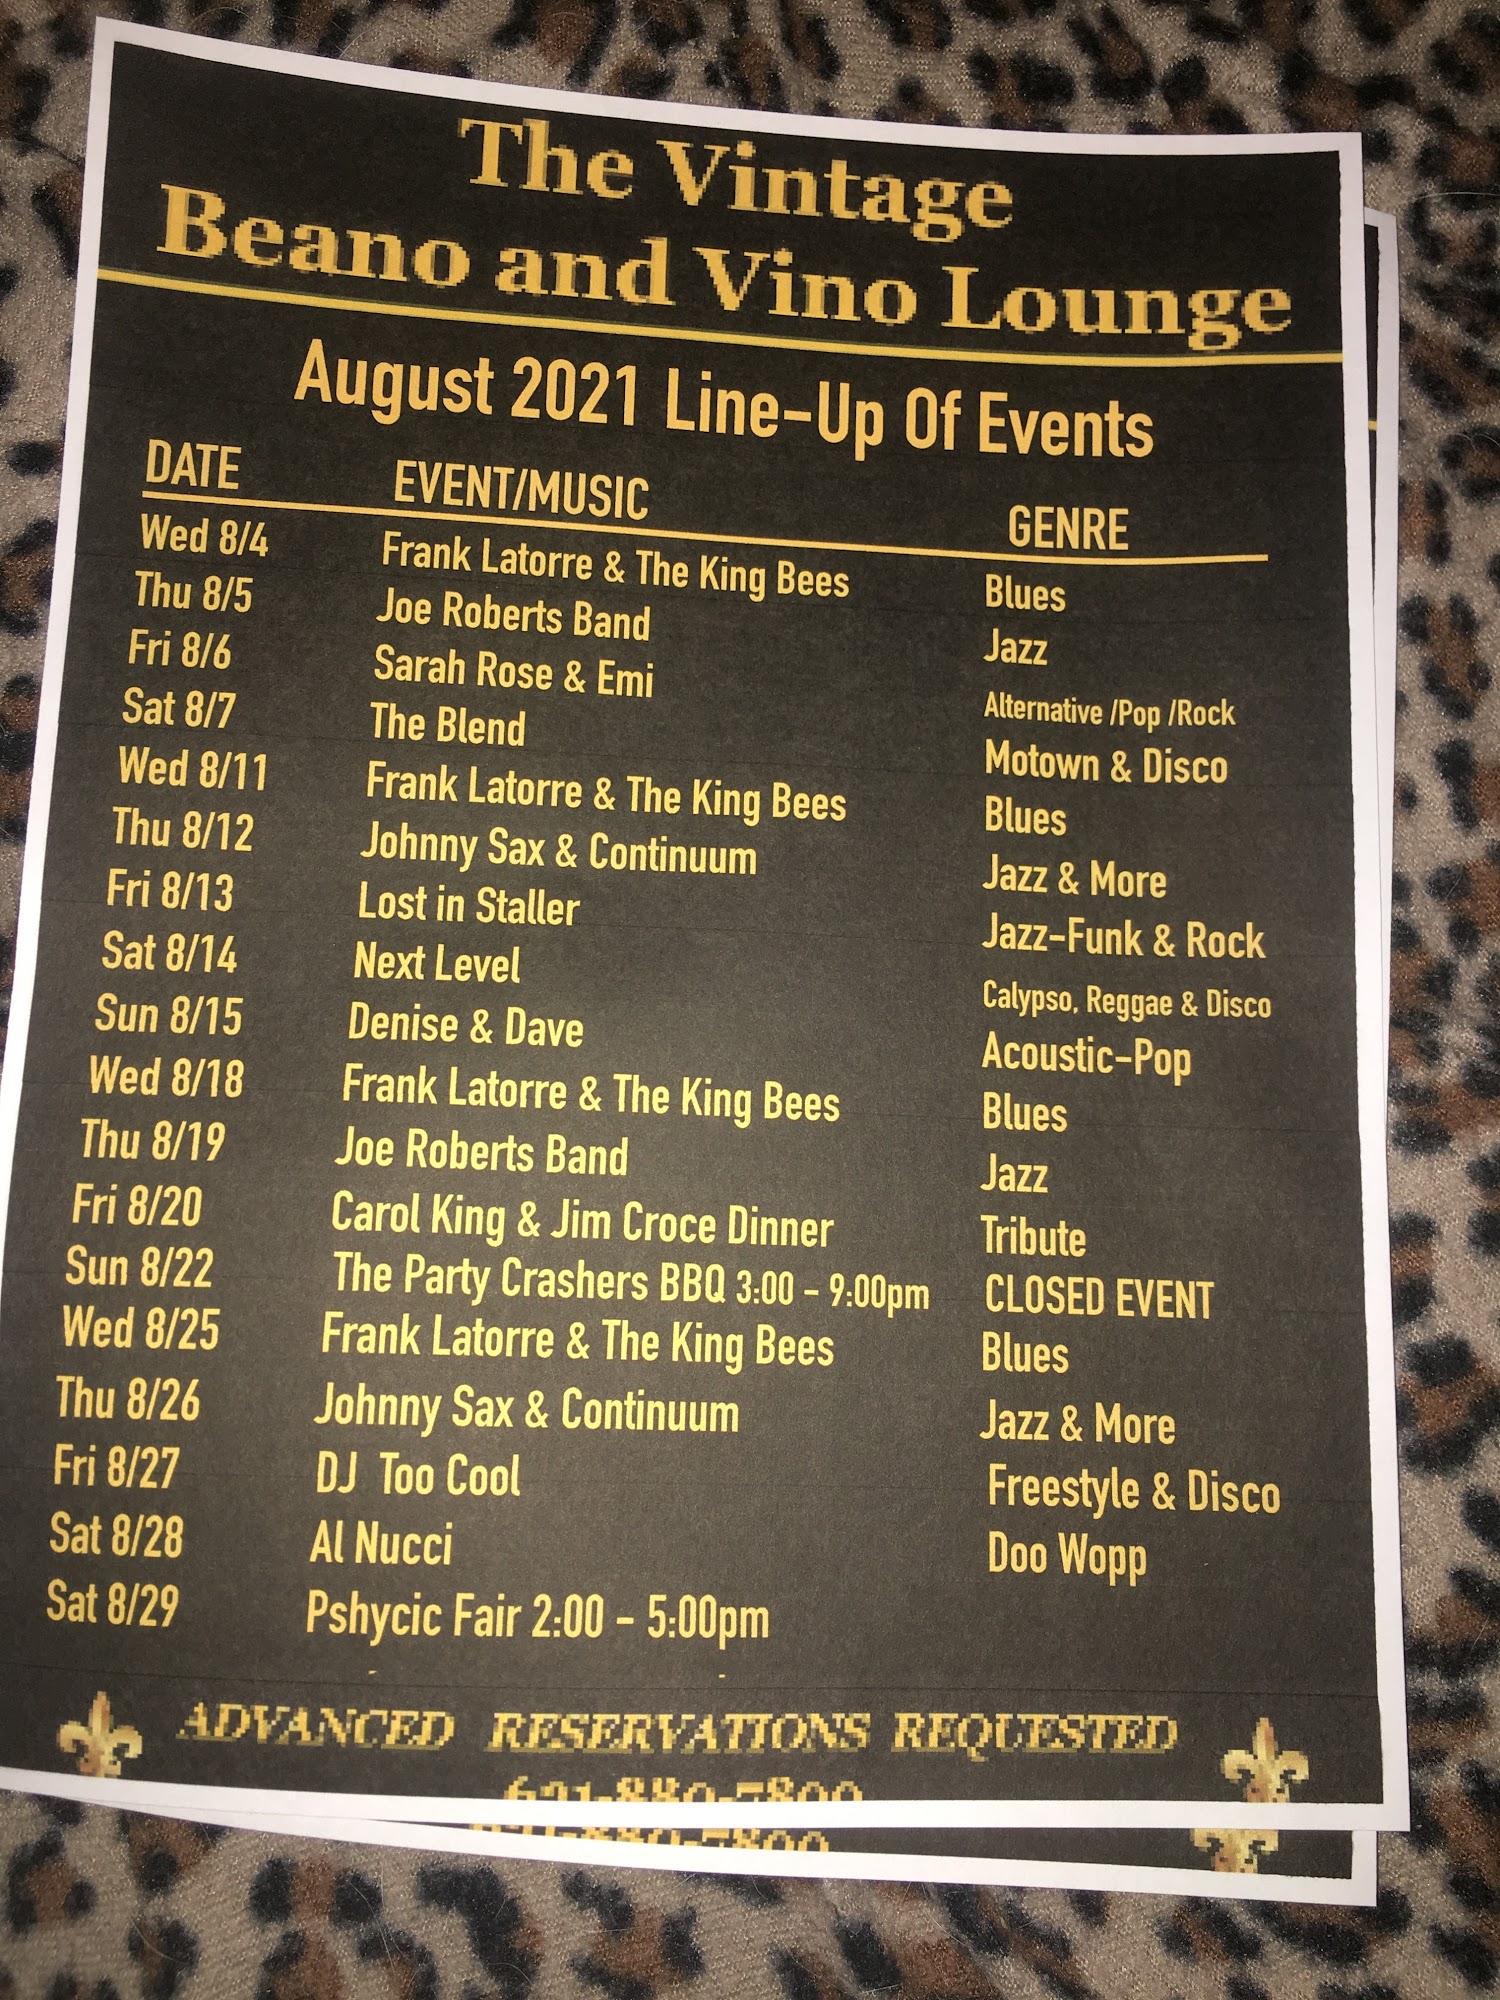 The Vintage
Beano and Vino Lounge
August 2021 Line-Up Of Events
DATE EVENT/MUSIC GENRE
Wed 8/4 Frank Latorre & The King Bees Blues
Thu 8/5 Joe Roberts Band Jazz
Fri 8/6 Sarah Rose & Emi Alternative /Pop /Rock
Sat 8/7 The Blend Motown & Disco
Wed 8/11 Frank Latorre & The King Bees Blues
Thu 8/12 Johnny Sax & Continuum Jazz & More
Fri 8/13 Lost in Staller Jazz-Funk & Rock
Sat 8/14 Next Level Calypso, Reggae & Disco
Sun 8/15 Denise & Dave Acoustic-Pop
Wed 8/18 Frank Latorre & The King Bees Blues
Thu 8/19 Joe Roberts Band Jazz
Fri 8/20 Carol King & Jim Croce Dinner Tribute
Sun 8/22 The Party Crashers BBQ 3:00 - 9:00pm CLOSED EVENT
Wed 8/25 Frank Latorre & The King Bees Blues
Thu 8/26 Johnny Sax & Continuum Jazz & More
Fri 8/27 DJ Too Cool Freestyle & Disco
Sat 8/28 Al Nucci Doo Wopp
Sat 8/29 Pshycic Fair 2:00 - 5:00pm
ADVANCED RESERVATIONS REQUESTED